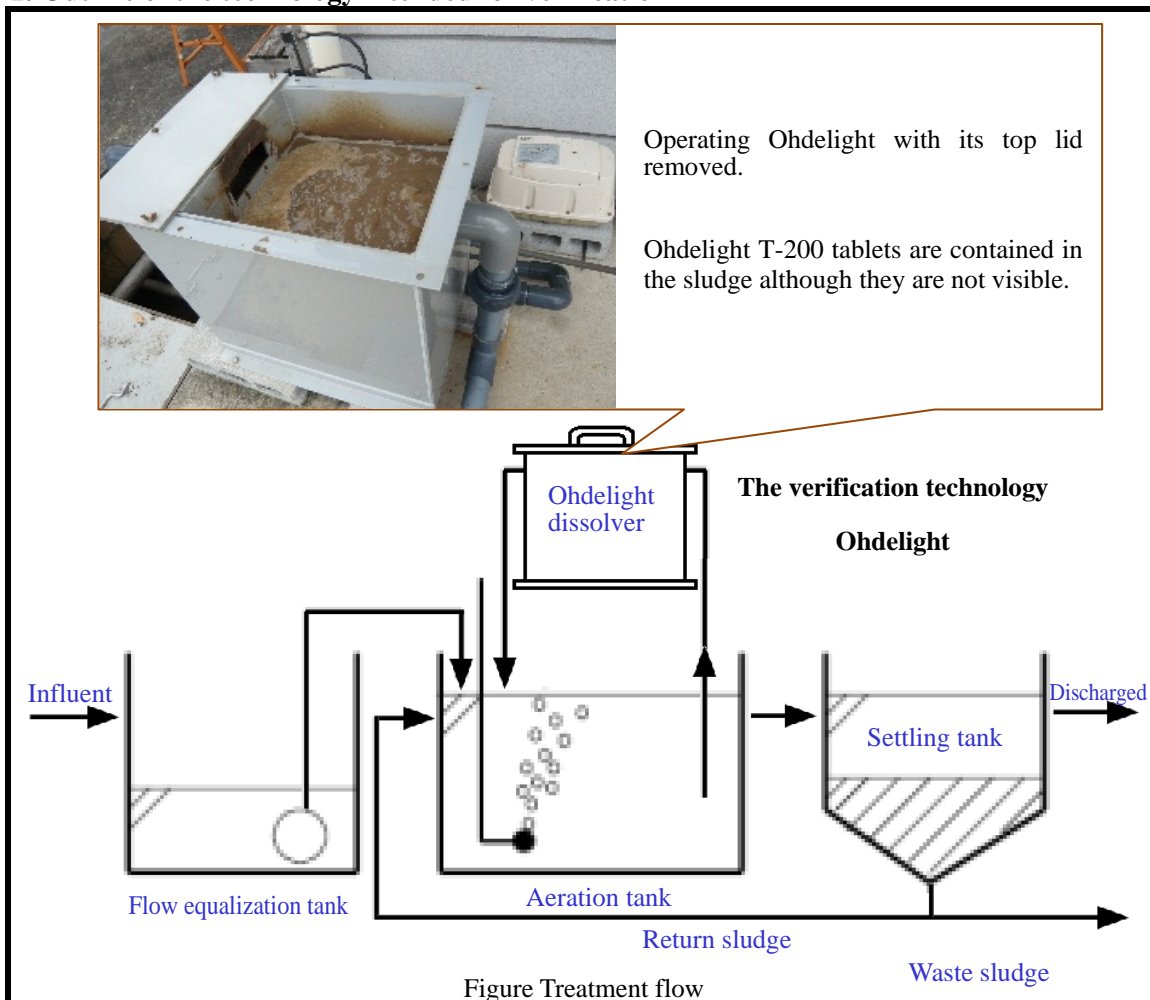 Operating Ohdelight with its top lid
removed.
Ohdelight T-200 tablets are contained in
the sludge although they are not visible.
Ohdelight
dissolver
The verification technology
Ohdelight
Influent
Discharged
Settling tank
Flow equalization tank
Aeration tank
Return sludge
Waste sludge
Figure Treatment flow